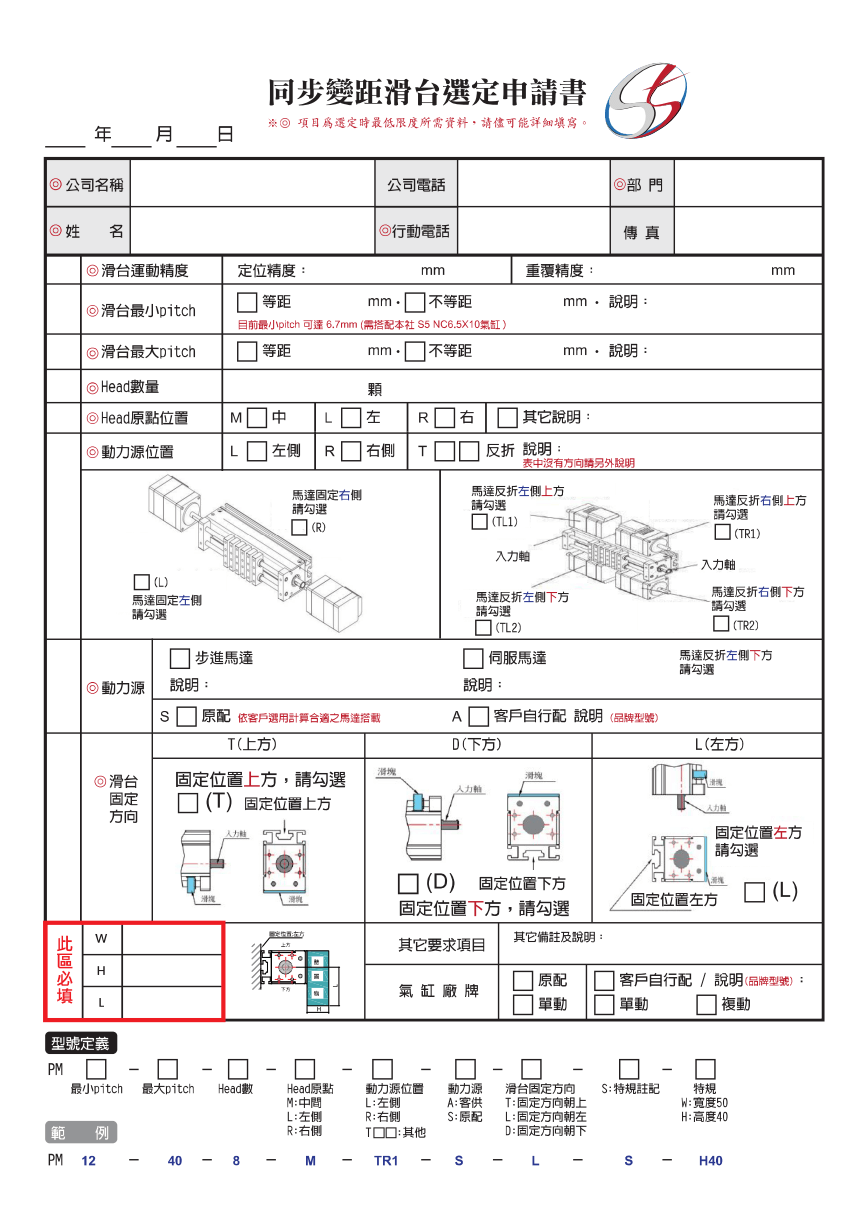 同步變距滑台選定申請書
※◎ 項目為選定時最低限度所需資料，請儘可能詳細填寫。
年 月 日
◎公司名稱 公司電話 ◎部 門
◎姓 名 ◎行動電話 傳 真
◎滑台運動精度 定位精度： mm 重覆精度： mm
◎滑台最小pitch □等距 mm・□不等距 mm ・ 說明：
目前最小pitch 可達 6.7mm (需搭配本社 S5 NC6.5X10氣缸 )
◎滑台最大pitch □等距 mm・□不等距 mm ・ 說明：
◎Head數量 顆
◎Head原點位置 M □ 中 L □ 左 R □ 右 □ 其它說明：
◎動力源位置 L □ 左側 R □ 右側 T □ □ 反折 說明：
表中沒有方向請另外說明
馬達固定右側
請勾選
□ (R)
□ (L)
馬達固定左側
請勾選
馬達反折左側上方
請勾選
□ (TL1)
馬達反折右側上方
請勾選
□ (TR1)
入力軸
入力軸
馬達反折左側下方
請勾選
□ (TL2)
馬達反折右側下方
請勾選
□ (TR2)
◎動力源
□ 步進馬達
說明：
□ 伺服馬達
說明：
馬達反折左側下方
請勾選
S □ 原配 依客戶選用計算合適之馬達搭載 A □ 客戶自行配 說明 (品牌型號)
◎滑台
固定
方向
T(上方) D(下方) L(左方)
固定位置上方，請勾選
□ (T) 固定位置上方
入力軸
滑塊 滑塊
滑塊 入力軸 滑塊
□ (D) 固定位置下方
固定位置下方，請勾選
滑塊
入力軸
固定位置左方
請勾選
滑塊
固定位置左方 □ (L)
此區必填
W
H
L
固定位置:左方
上方
下方
H
L
其它要求項目 其它備註及說明：
氣 缸 廠 牌 □ 原配 □ 客戶自行配 / 說明(品牌型號)：
□ 單動 □ 單動 □ 複動
型號定義
PM □ － □ － □ － □ － □ － □ － □ － □ － □
最小pitch 最大pitch Head數 Head原點 動力源位置 動力源 滑台固定方向 S:特規註記 特規
M:中間 L:左側 A:客供 T:固定方向朝上 W:寬度50
L:左側 R:右側 S:原配 L:固定方向朝左 H:高度40
R:右側 T□□:其他 D:固定方向朝下
範 例
PM 12 － 40 － 8 － M － TR1 － S － L － S － H40